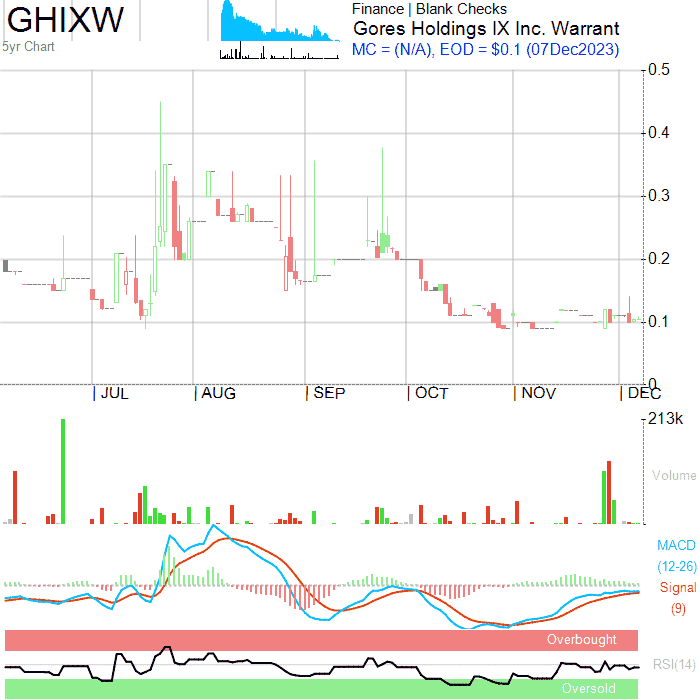 GHIXW
5yr Chart
Finance | Blank Checks
Gores Holdings IX Inc. Warrant
MC = (N/A), EOD = $0.1 (07Dec2023)
0.5
0.4
0.3
0.2
0.1
0
JUL AUG SEP OCT NOV DEC
213k
Volume
MACD
(12-26)
Signal
(9)
Overbought
RSI(14)
Oversold